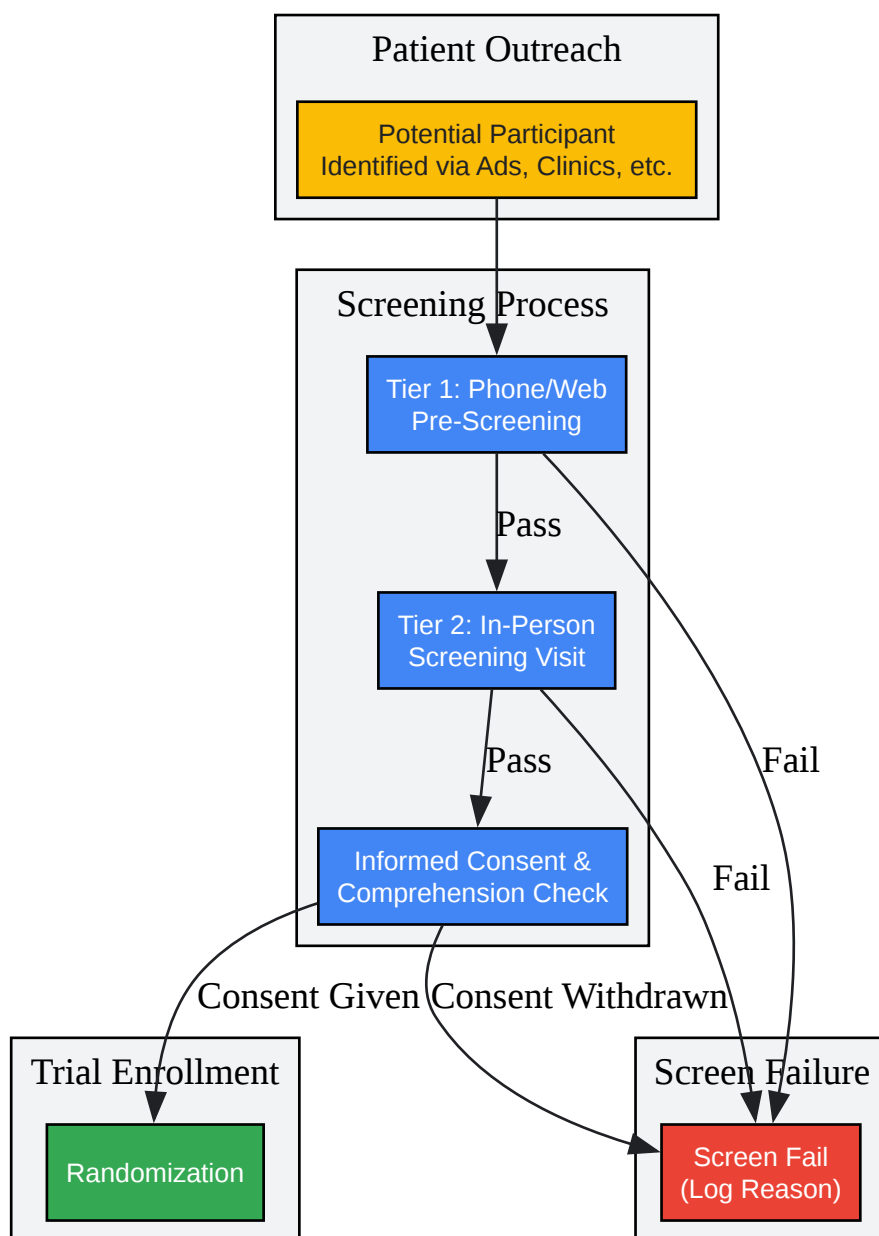 Patient Outreach
Potential Participant
Identified via Ads, Clinics, etc.
Screening Process
Tier 1: Phone/Web
Pre-Screening
Pass
Tier 2: In-Person
Screening Visit
Pass
Fail
Informed Consent &
Comprehension Check
Fail
Consent Given
Consent Withdrawn
Trial Enrollment
Screen Failure
Randomization
Screen Fail
(Log Reason)